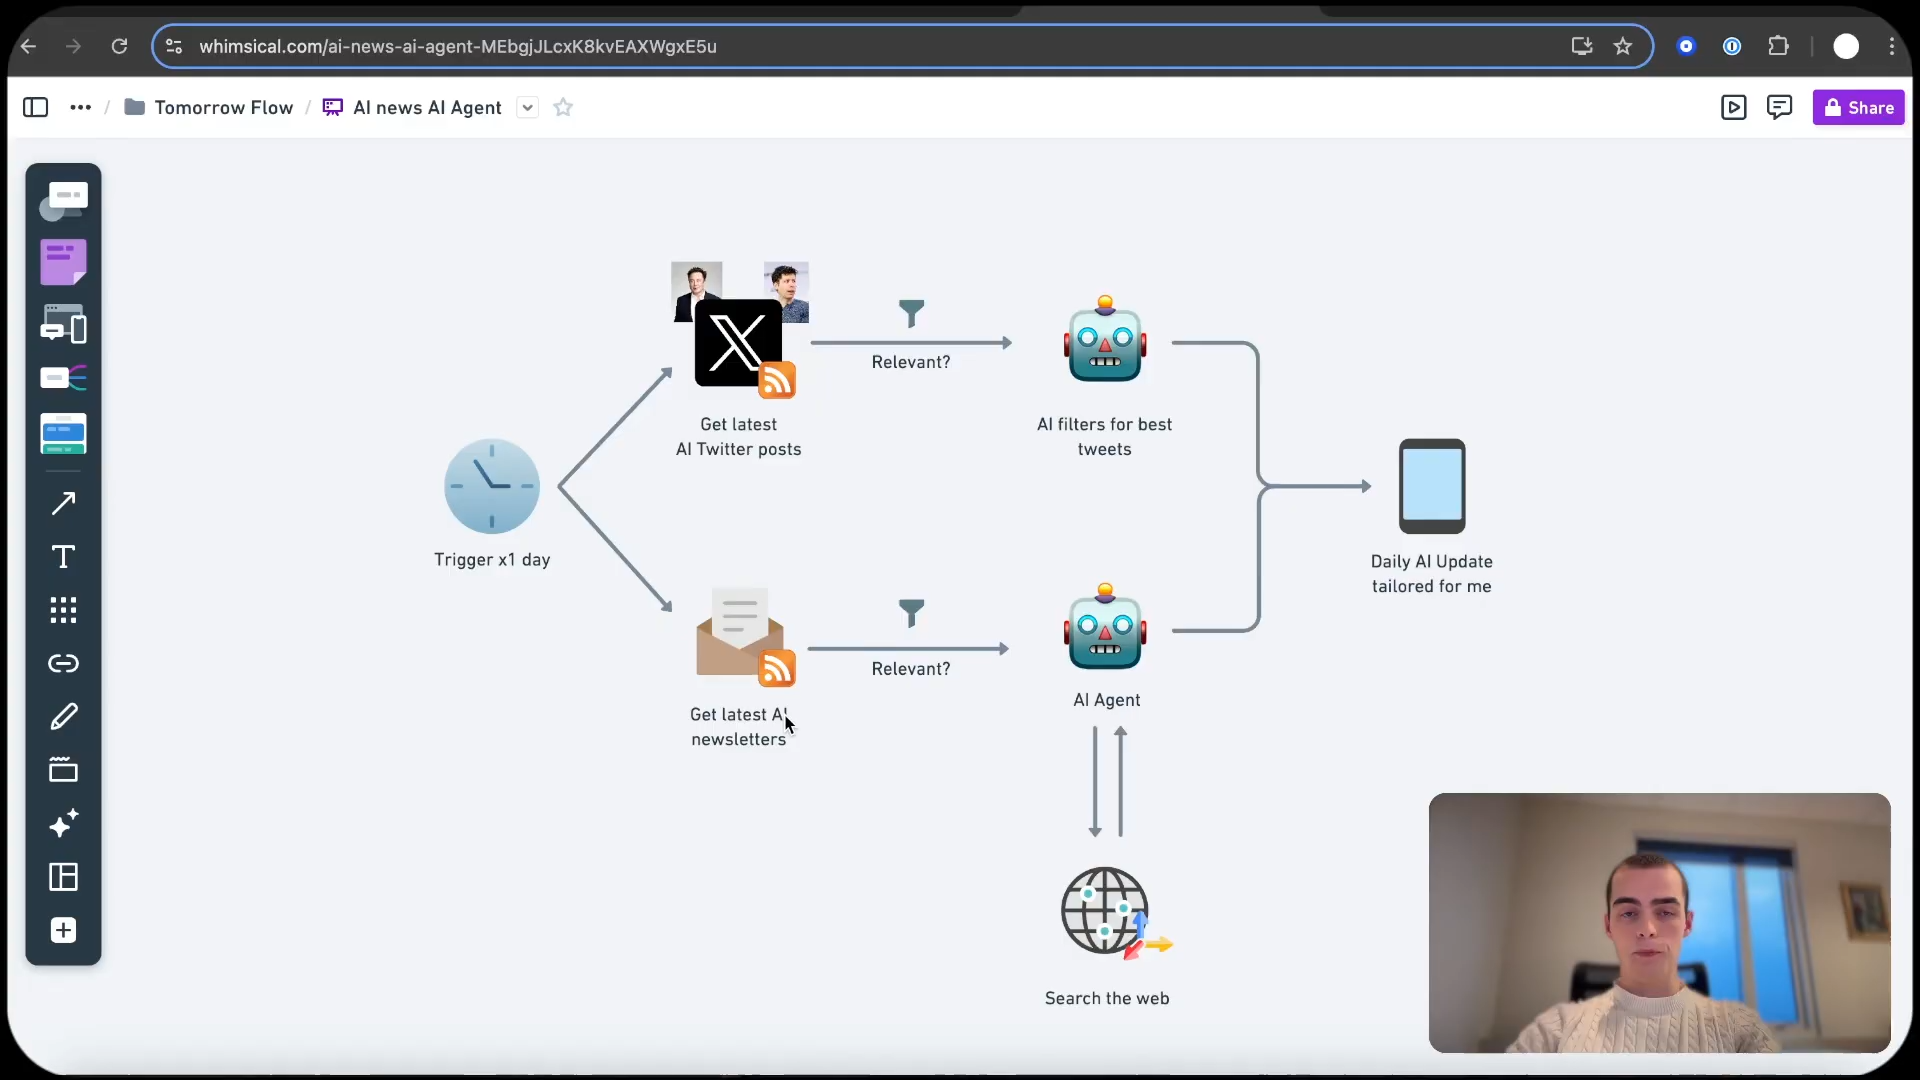 whimsical.com/ai-news-ai-agent-MEbgjJLcxK8kvEAXWgxE5u
/ Tomorrow Flow / AI news AI Agent
Share
Relevant?
Get latest
AI Twitter posts
AI filters for best
tweets
Trigger x1 day
Daily AI Update
tailored for me
Relevant?
Get latest AI
newsletters
AI Agent
Search the web